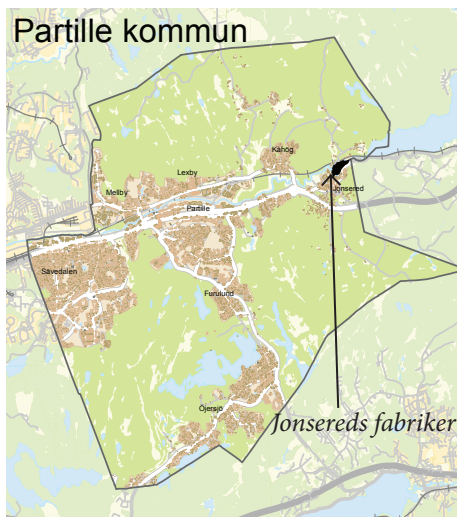 Partille kommun
Kåhög
Lexby
Jonsered
Mellby
Partille
Sävedalen
Furulund
Öjersjö
Jonsereds fabriker